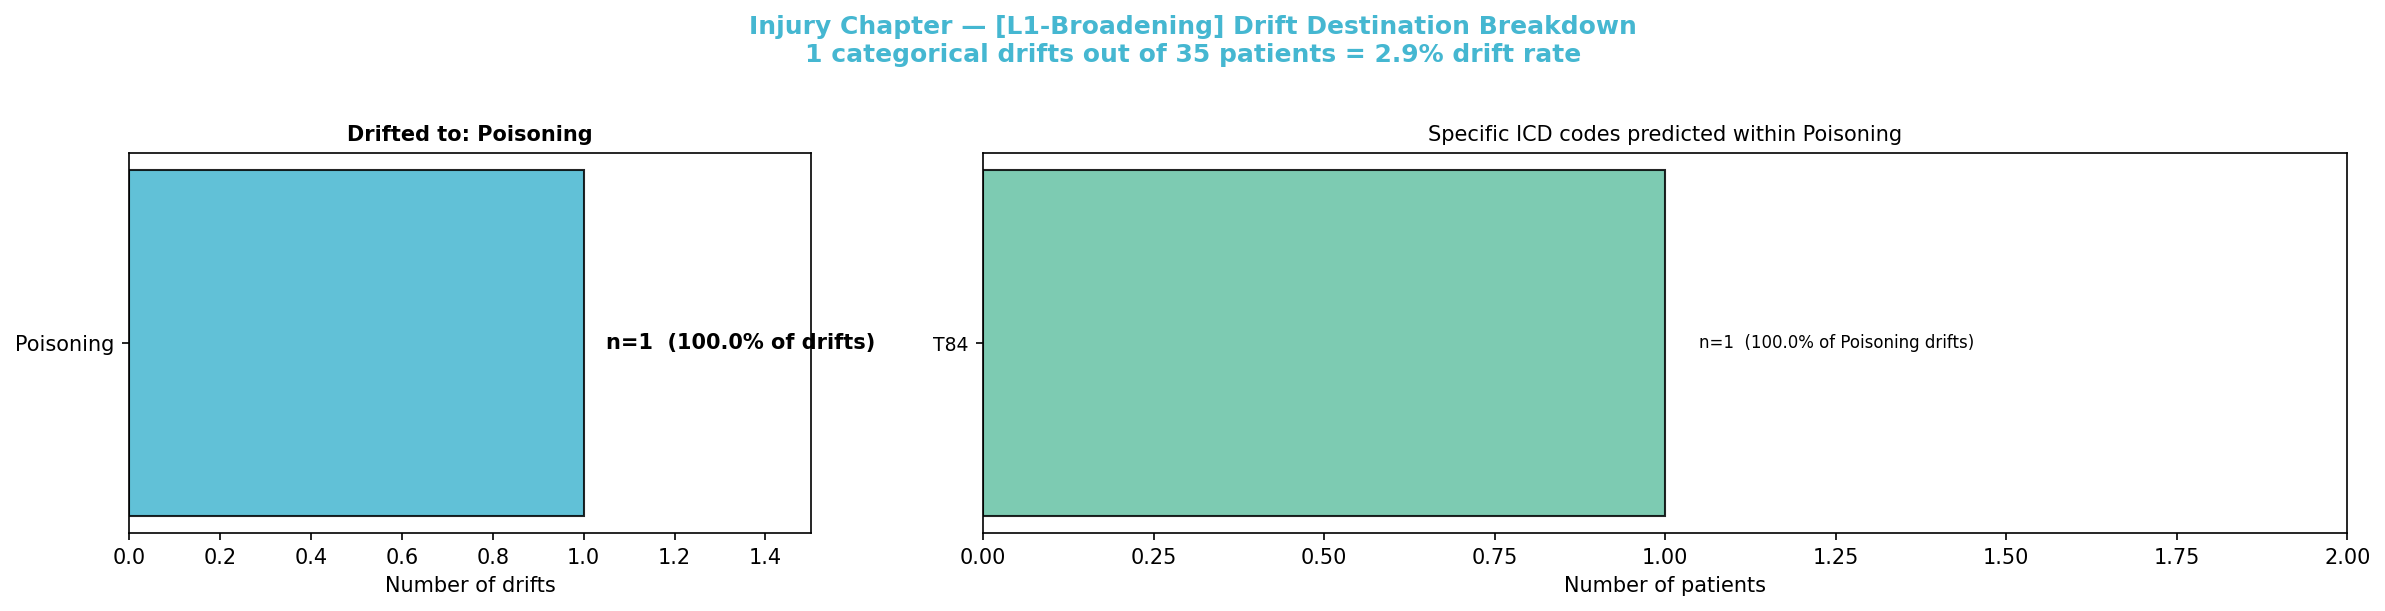 Injury Chapter — [L1-Broadening] Drift Destination Breakdown
1 categorical drifts out of 35 patients = 2.9% drift rate
Drifted to: Poisoning
Poisoning
n=1  (100.0% of drifts)
0.0 0.2 0.4 0.6 0.8 1.0 1.2 1.4
Number of drifts
Specific ICD codes predicted within Poisoning
T84
n=1  (100.0% of Poisoning drifts)
0.00 0.25 0.50 0.75 1.00 1.25 1.50 1.75 2.00
Number of patients